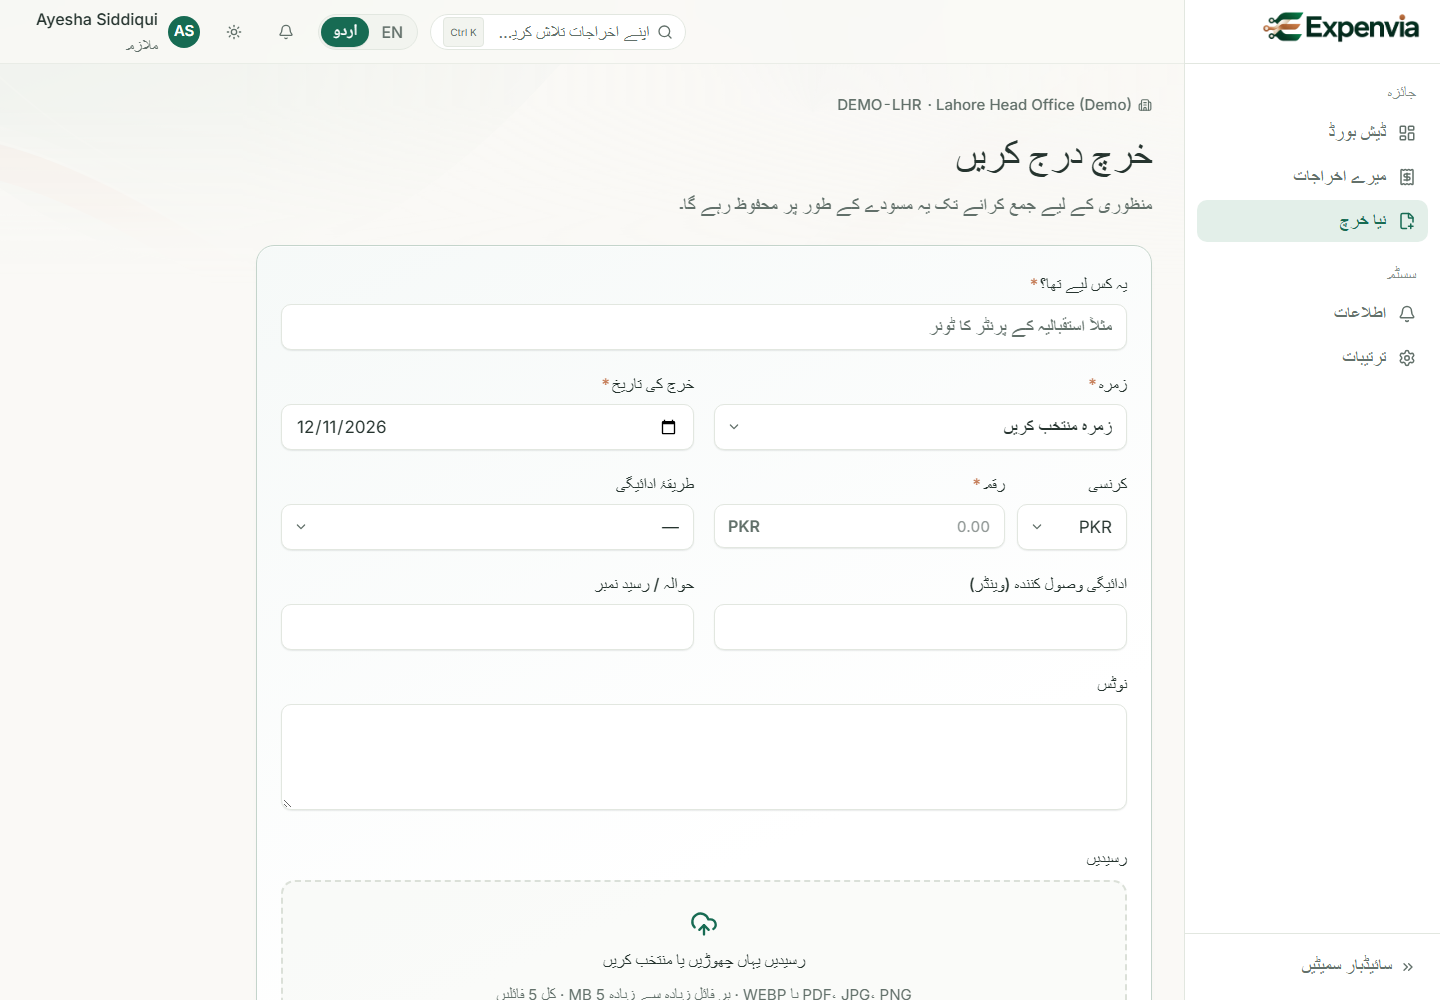 Expenvia
اپنے اخراجات تلاش کریـ...
Ctrl K
EN
اردو
AS
Ayesha Siddiqui
ملازم
جائزہ
ڈیش بورڈ
میرے اخراجات
نیا خرچ
سسٹم
اطلاعات
ترتیبات
سائیڈبار سمیٹیں
DEMO-LHR · Lahore Head Office (Demo)
خرچ درج کریں
منظوری کے لیے جمع کرانے تک یہ مسودے کے طور پر محفوظ رہے گا۔
یہ کس لیے تھا؟ *
مثلاً استقبالیہ کے پرنٹر کا ٹونر
زمرہ *
خرچ کی تاریخ *
زمرہ منتخب کریں
12/11/2026
کرنسی
رقم *
طریقۂ ادائیگی
PKR
0.00
PKR
—
ادائیگی وصول کنندہ (وینڈر)
حوالہ / رسید نمبر
نوٹس
رسیدیں
رسیدیں یہاں چھوڑیں یا منتخب کریں
PDF، JPG، PNG یا WEBP · ہر فائل زیادہ سے زیادہ 5 MB · کل 5 فائلیں